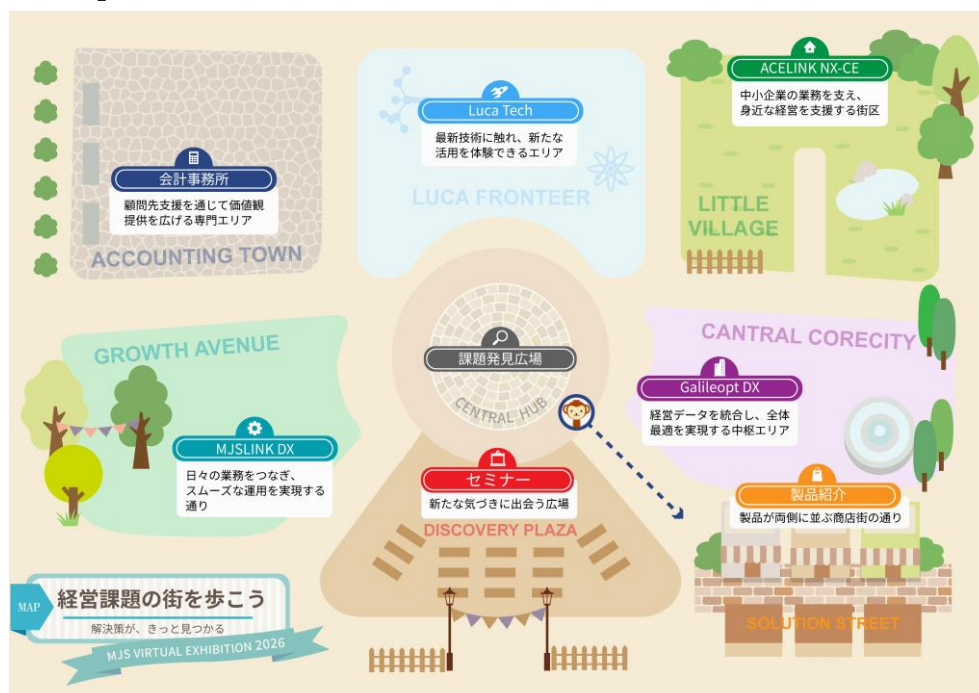 ACELINK NX-CE
中小企業の業務を支え、
身近な経営を支援する街区
LITTLE
VILLAGE
Luca Tech
最新技術に触れ、新たな
活用を体験できるエリア
LUCA FRONTEER
会計事務所
顧問先支援を通じて価値観
提供を広げる専門エリア
ACCOUNTING TOWN
GROWTH AVENUE
MJSLINK DX
日々の業務をつなぎ、
スムーズな運用を実現する
通り
課題発見広場
CENTRAL HUB
CANTRAL CORECITY
Galileopt DX
経営データを統合し、全体
最適を実現する中枢エリア
セミナー
新たな気づきに出会う広場
DISCOVERY PLAZA
製品紹介
製品が両側に並ぶ商店街の通り
SOLUTION STREET
MAP
経営課題の街を歩こう
解決策が、きっと見つかる
MJS VIRTUAL EXHIBITION 2026